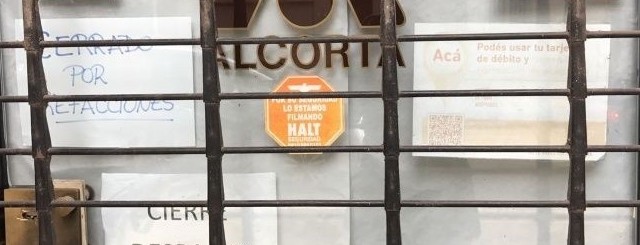 CERRADO
POR
REFACCIONES
ALCORTA
POR SU SEGURIDAD
LO ESTAMOS
FILMANDO
HALT
SEGURIDAD
Acá
Podés usar tu tarje
de débito y
CIERRE